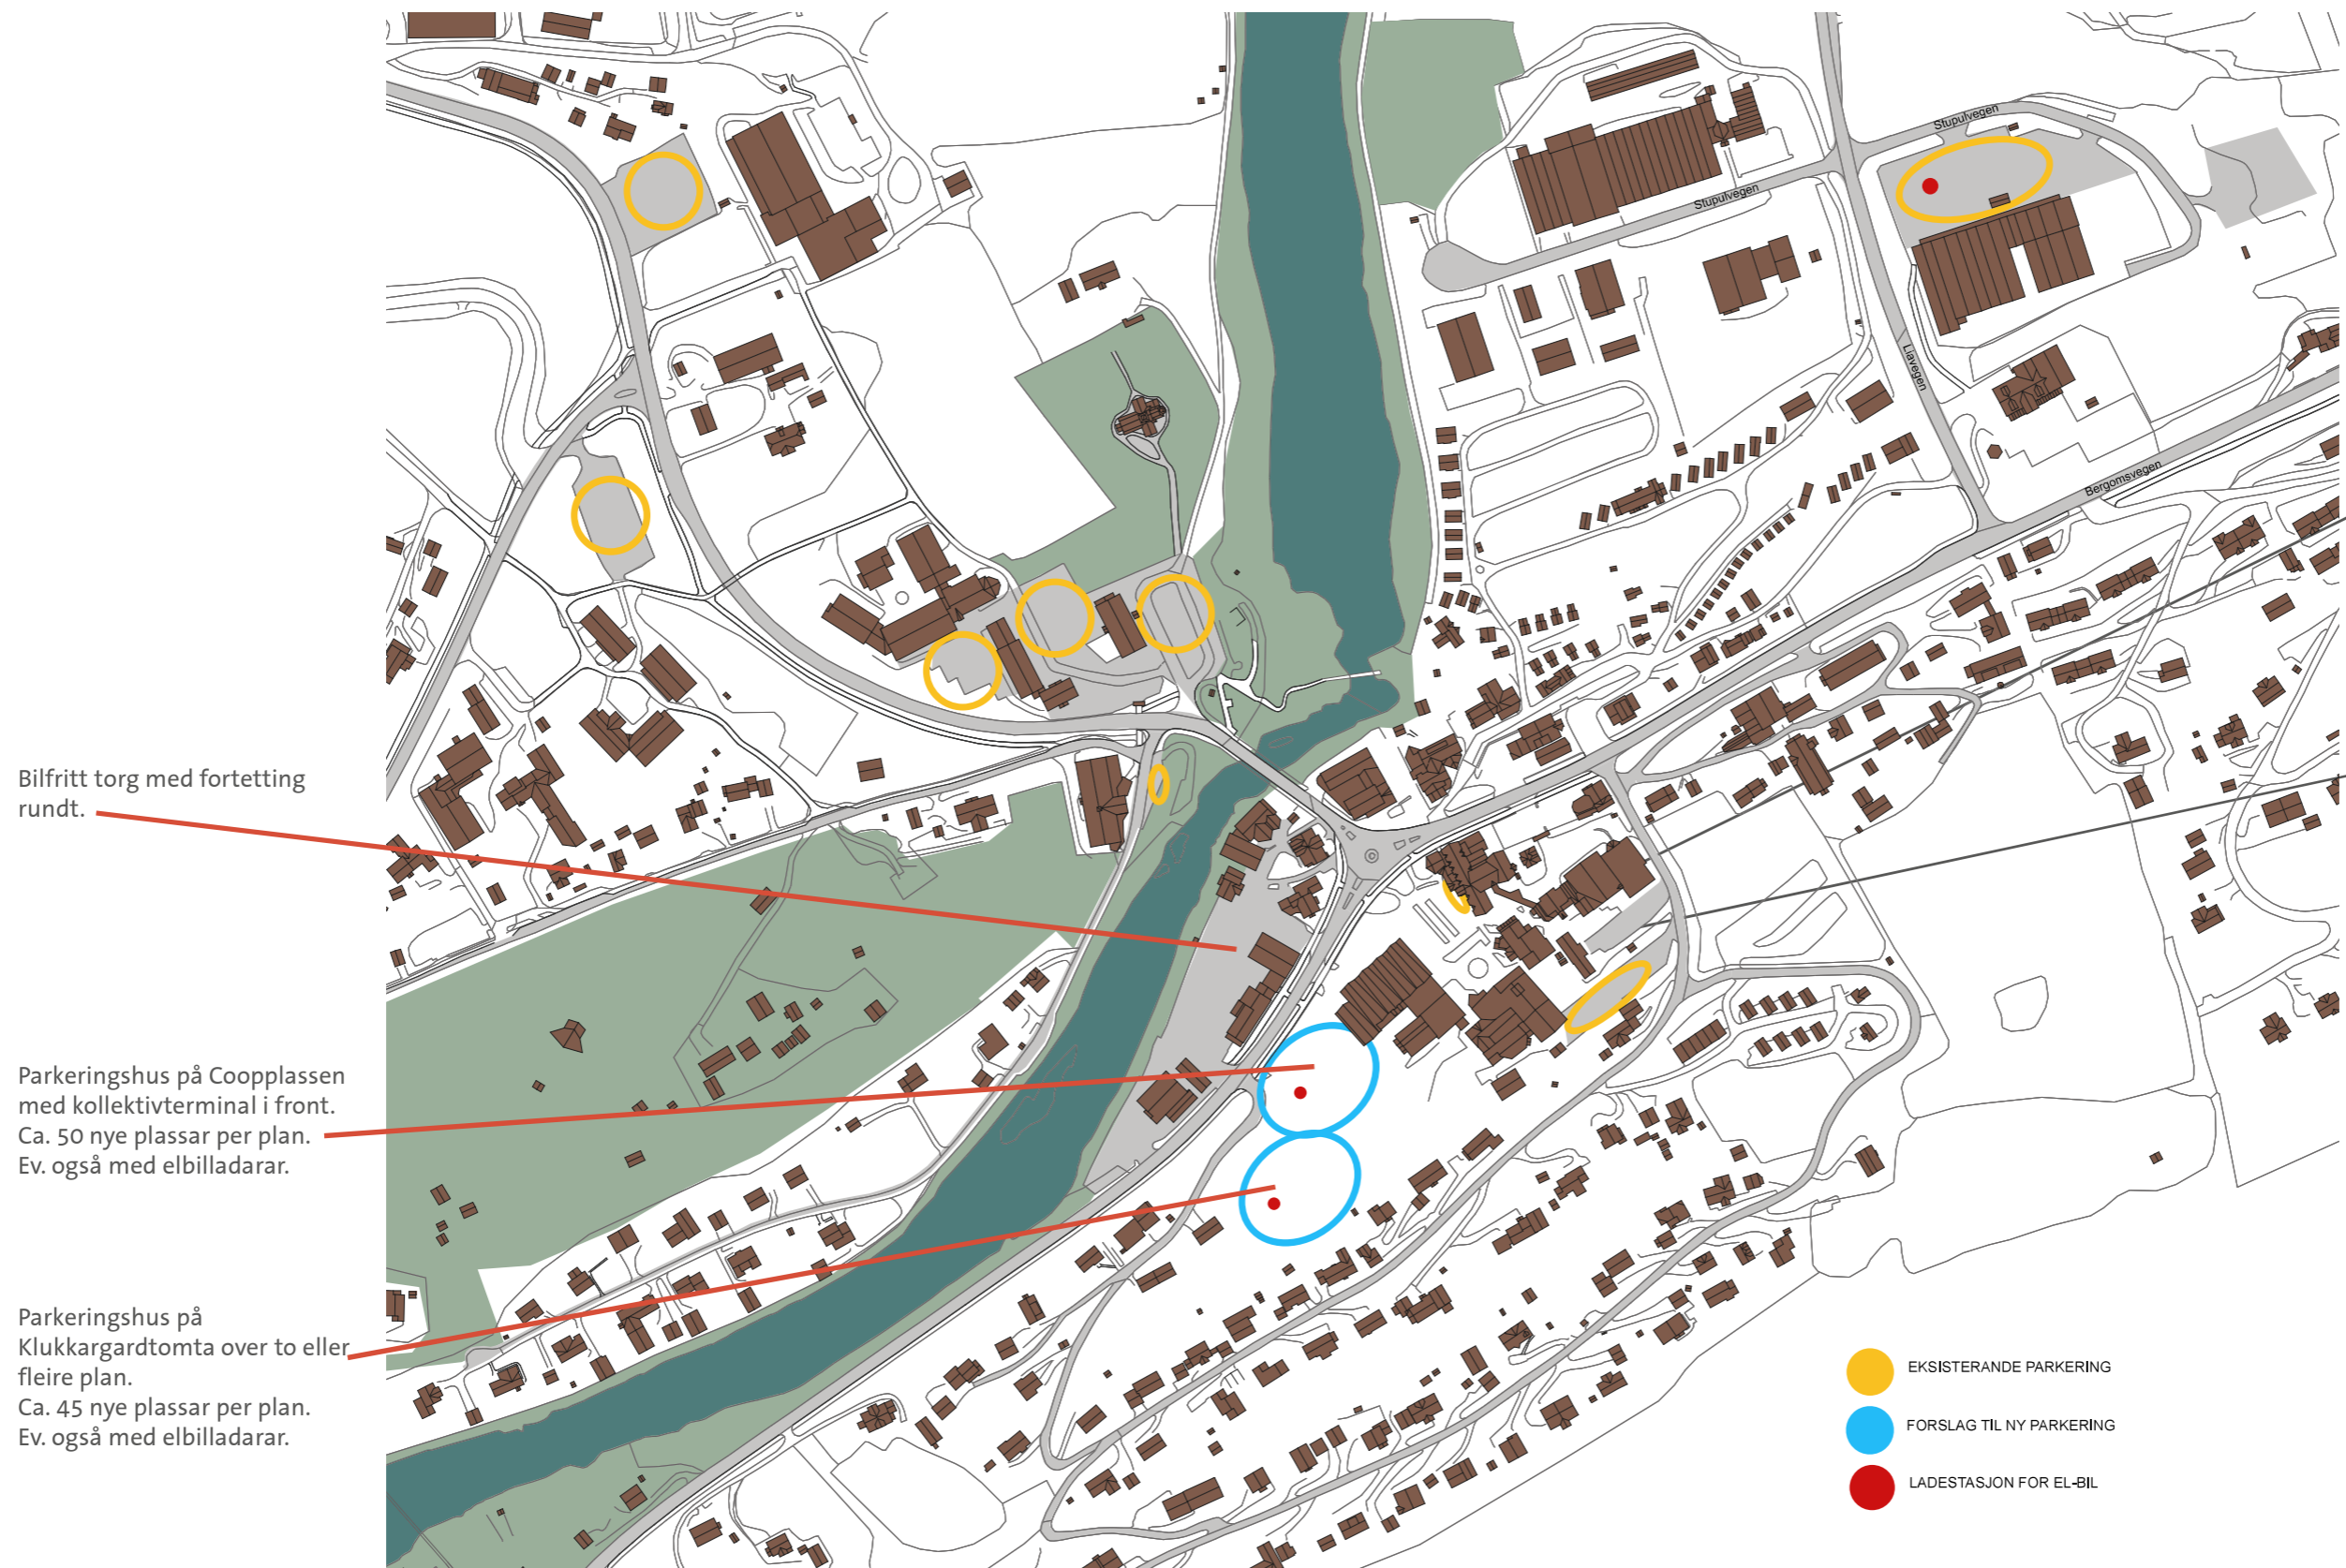 Stupulvegen
Stupulvegen
Liavegen
Bergomsvegen
Bilfritt torg med fortetting
rundt.
Parkeringshus på Coopplassen
med kollektivterminal i front.
Ca. 50 nye plassar per plan.
Ev. også med elbilladarar.
Parkeringshus på
Klukkargardtomta over to eller
fleire plan.
Ca. 45 nye plassar per plan.
Ev. også med elbilladarar.
EKSISTERANDE PARKERING
FORSLAG TIL NY PARKERING
LADESTASJON FOR EL-BIL